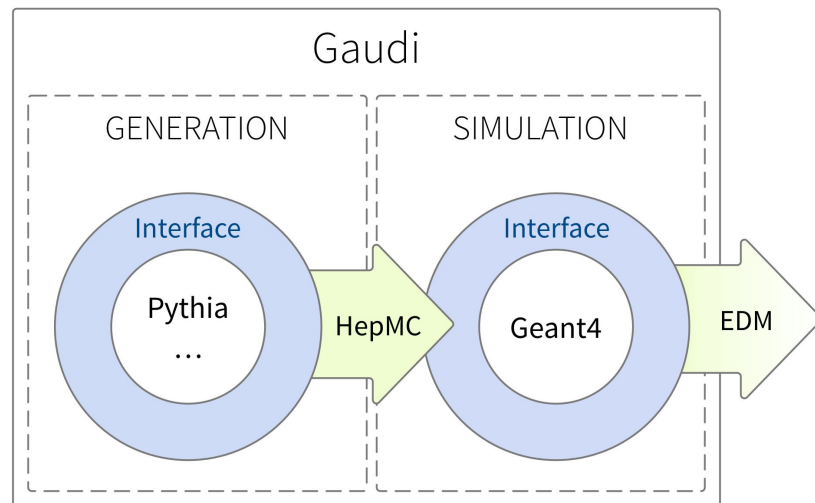 Gaudi
GENERATION
SIMULATION
Interface
Interface
Pythia
...
HepMC
Geant4
EDM